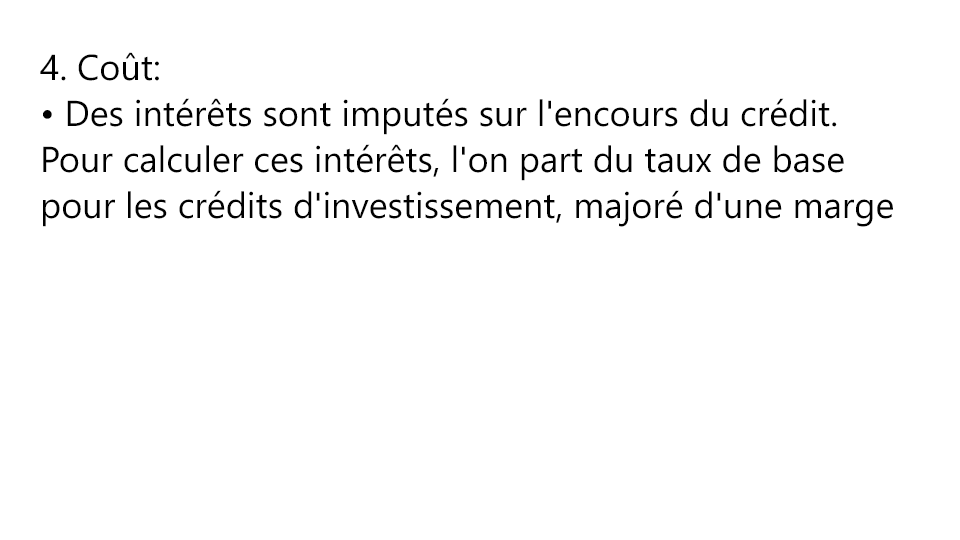 4. Coût:
• Des intérêts sont imputés sur l'encours du crédit.
Pour calculer ces intérêts, l'on part du taux de base
pour les crédits d'investissement, majoré d'une marge